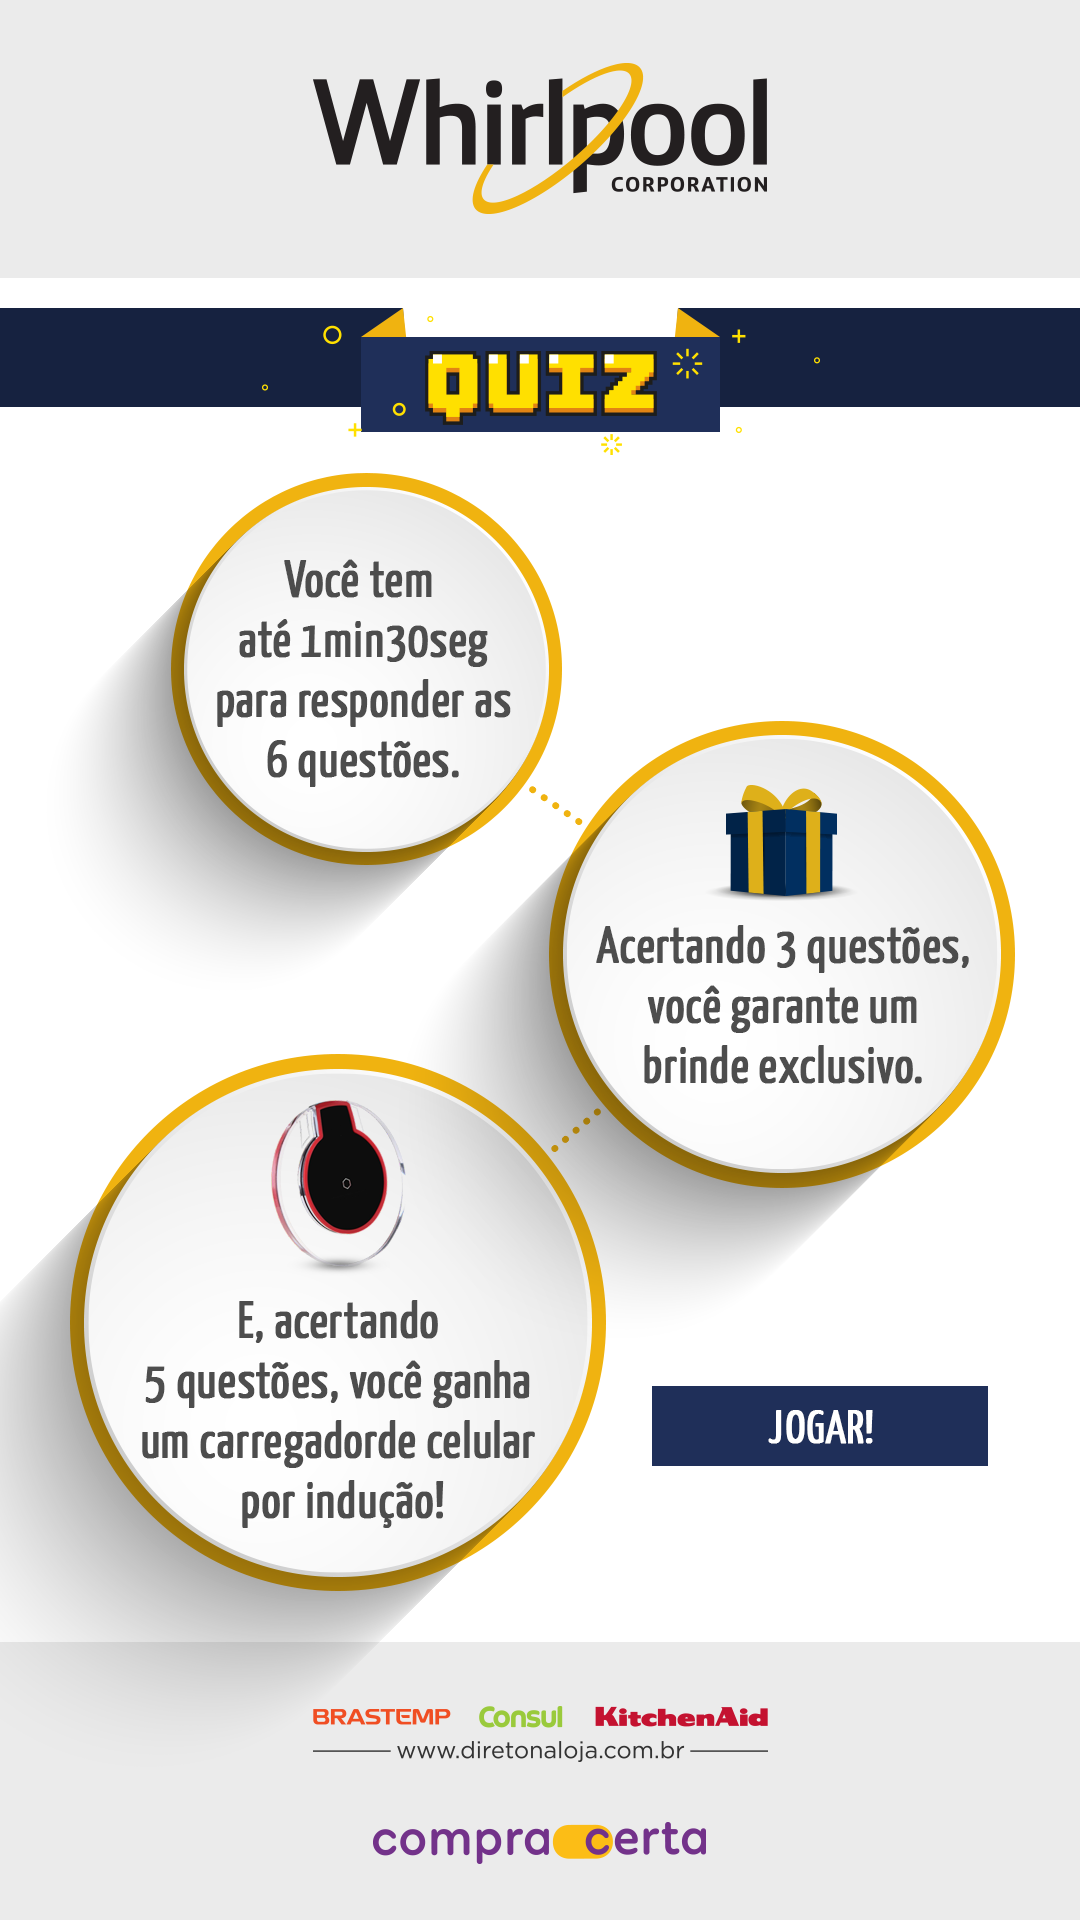 Whirlpool
CORPORATION
QUIZ
Você tem
até 1min30seg
para responder as
6 questões.
Acertando 3 questões,
você garante um
brinde exclusivo.
E, acertando
5 questões, você ganha
um carregadorde celular
por indução!
JOGAR!
BRASTEMP Consul KitchenAid
www.diretonaloja.com.br
compra certa